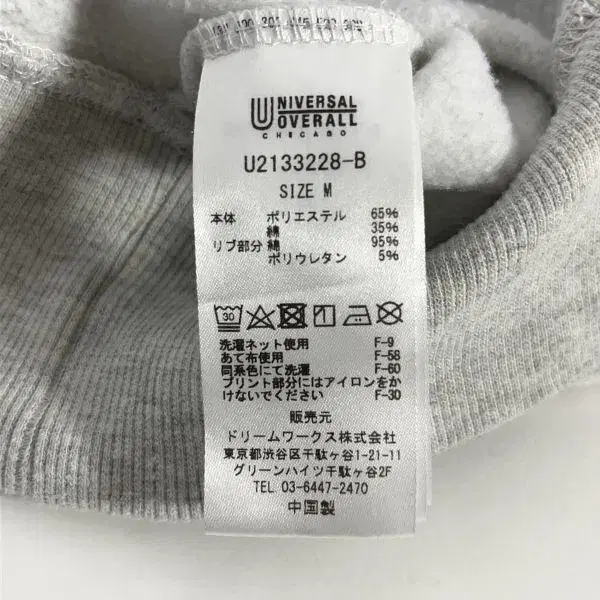 UNIVERSAL
OVERALL
CHICAGO
U2133228-B
SIZE M
本体 ポリエステル 65%
綿 35%
リブ部分 綿 95%
ポリウレタン 5%
30
洗濯ネット使用 F-9
あて布使用 F-58
同系色にて洗濯 F-60
プリント部分にはアイロンをか
けないでください F-30
販売元
ドリームワークス株式会社
東京都渋谷区千駄ヶ谷1-21-11
グリーンハイツ千駄ヶ谷2F
TEL 03-6447-2470
中国製